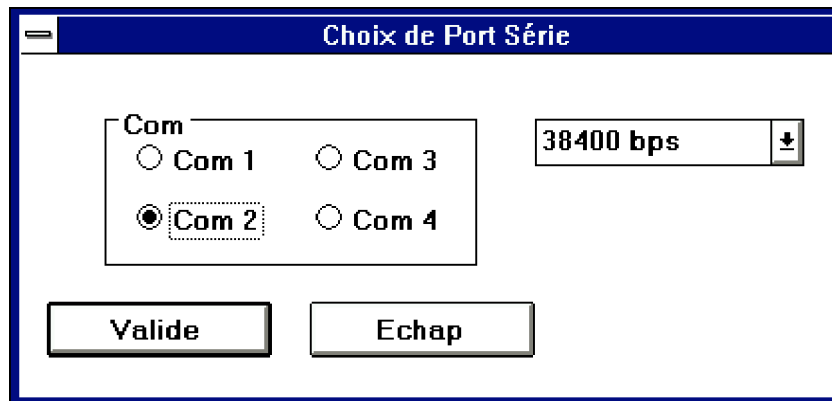 Choix de Port Série
Com
38400 bps
Com 1
Com 3
Com 2
Com 4
Valide
Echap